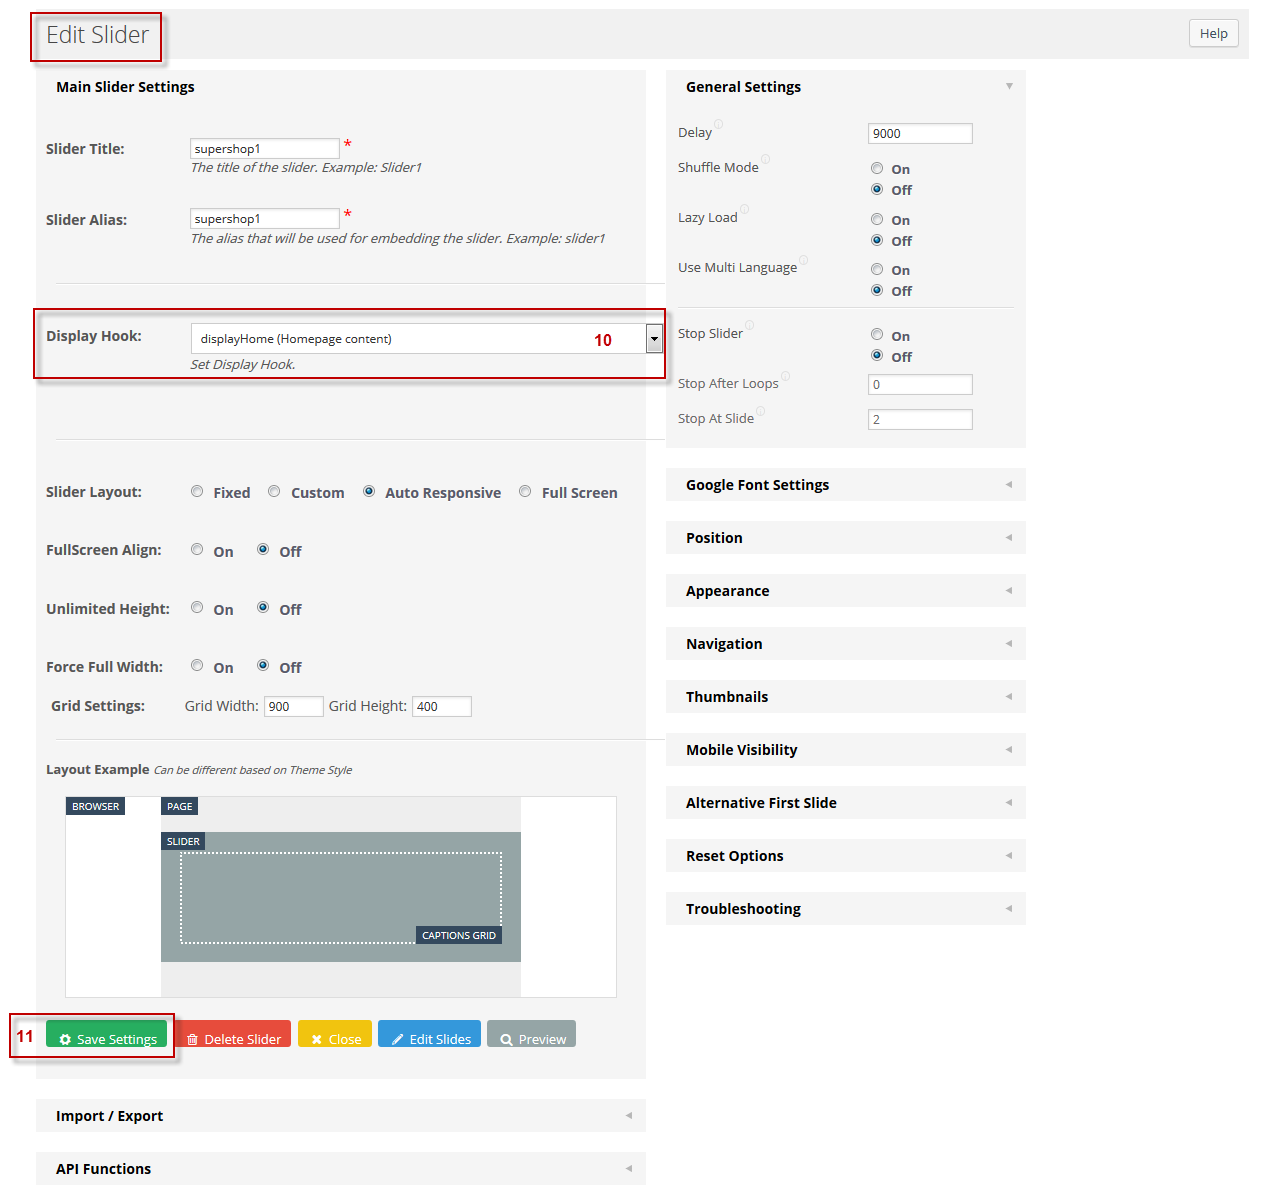 Edit Slider
Help
Main Slider Settings
Slider Title:
supershop1 *
The title of the slider. Example: Slider1
Slider Alias:
supershop1 *
The alias that will be used for embedding the slider. Example: slider1
Display Hook:
displayHome (Homepage content) 10
Set Display Hook.
Slider Layout: Fixed Custom Auto Responsive Full Screen
FullScreen Align: On Off
Unlimited Height: On Off
Force Full Width: On Off
Grid Settings: Grid Width: 900 Grid Height: 400
Layout Example Can be different based on Theme Style
BROWSER PAGE
SLIDER
CAPTIONS GRID
11 Save Settings Delete Slider Close Edit Slides Preview
Import / Export
API Functions
General Settings
Delay 9000
Shuffle Mode On
Off
Lazy Load On
Off
Use Multi Language On
Off
Stop Slider On
Off
Stop After Loops 0
Stop At Slide 2
Google Font Settings
Position
Appearance
Navigation
Thumbnails
Mobile Visibility
Alternative First Slide
Reset Options
Troubleshooting